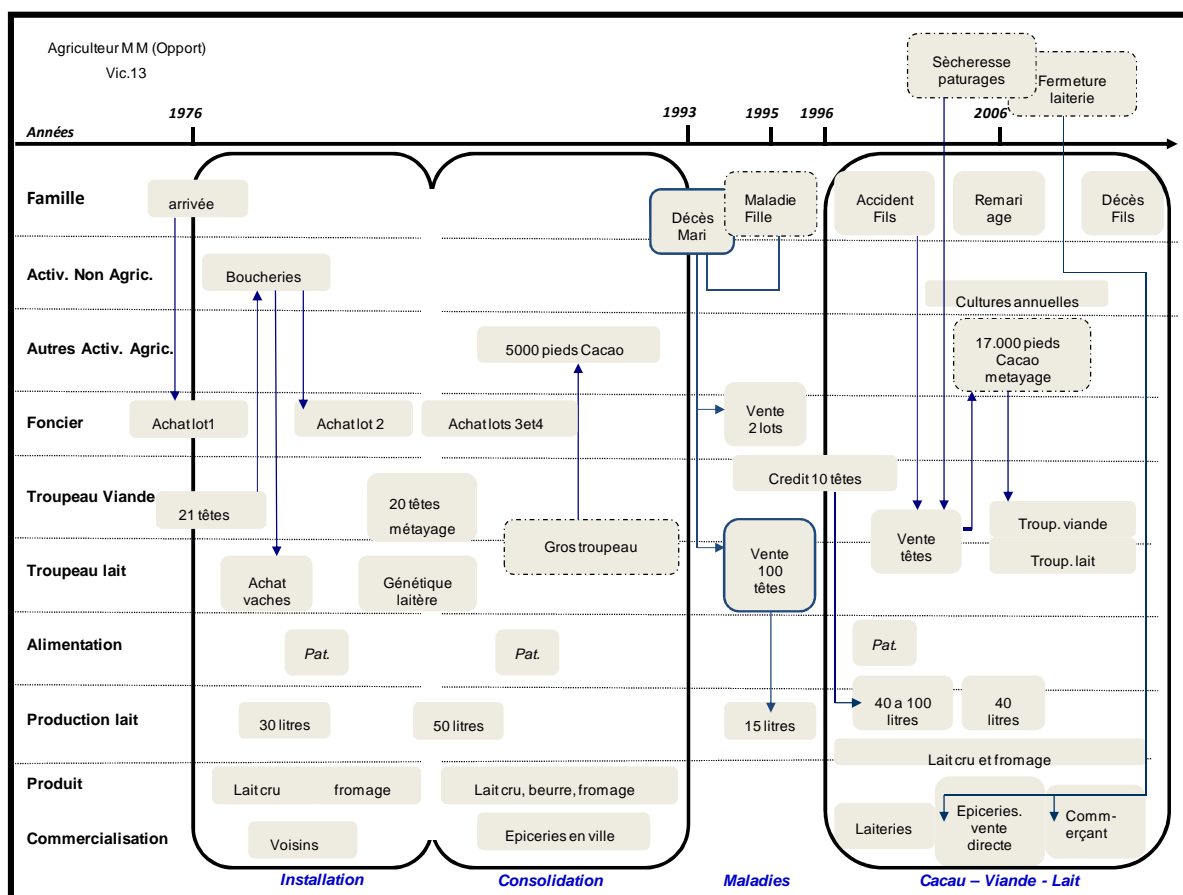 Agriculteur M M (Opport)
Vic.13
Sècheresse
paturages
Fermeture
laiterie
1976
1993
1995
1996
2006
Années
Famille
arrivée
Décès
Mari
Maladie
Fille
Accident
Fils
Remari
age
Décès
Fils
Activ. Non Agric.
Boucheries
Cultures annuelles
Autres Activ. Agric.
5000 pieds Cacao
17.000 pieds
Cacao
metayage
Foncier
Achat lot1
Achat lot 2
Achat lots 3et4
Vente
2 lots
Credit 10 têtes
Troupeau Viande
21 têtes
20 têtes
métayage
Gros troupeau
Vente
têtes
Troup. viande
Troupeau lait
Achat
vaches
Génétique
laitère
Vente
100
têtes
Troup. lait
Alimentation
Pat.
Pat.
Pat.
Production lait
30 litres
50 litres
15 litres
40 a 100
litres
40
litres
Lait cru et fromage
Produit
Lait cru fromage
Lait cru, beurre, fromage
Commercialisation
Voisins
Epiceries en ville
Laiteries
Epiceries.
vente
directe
Comm-
erçant
Installation
Consolidation
Maladies
Cacau – Viande - Lait